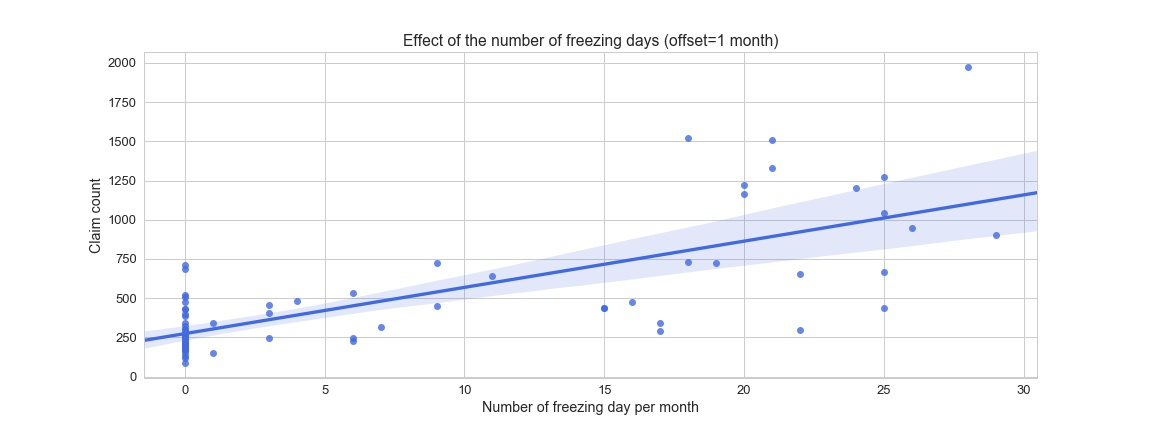 Effect of the number of freezing days (offset=1 month)
2000
1750
1500
1250
1000
750
500
250
0
Claim count
0 5 10 15 20 25 30
Number of freezing day per month